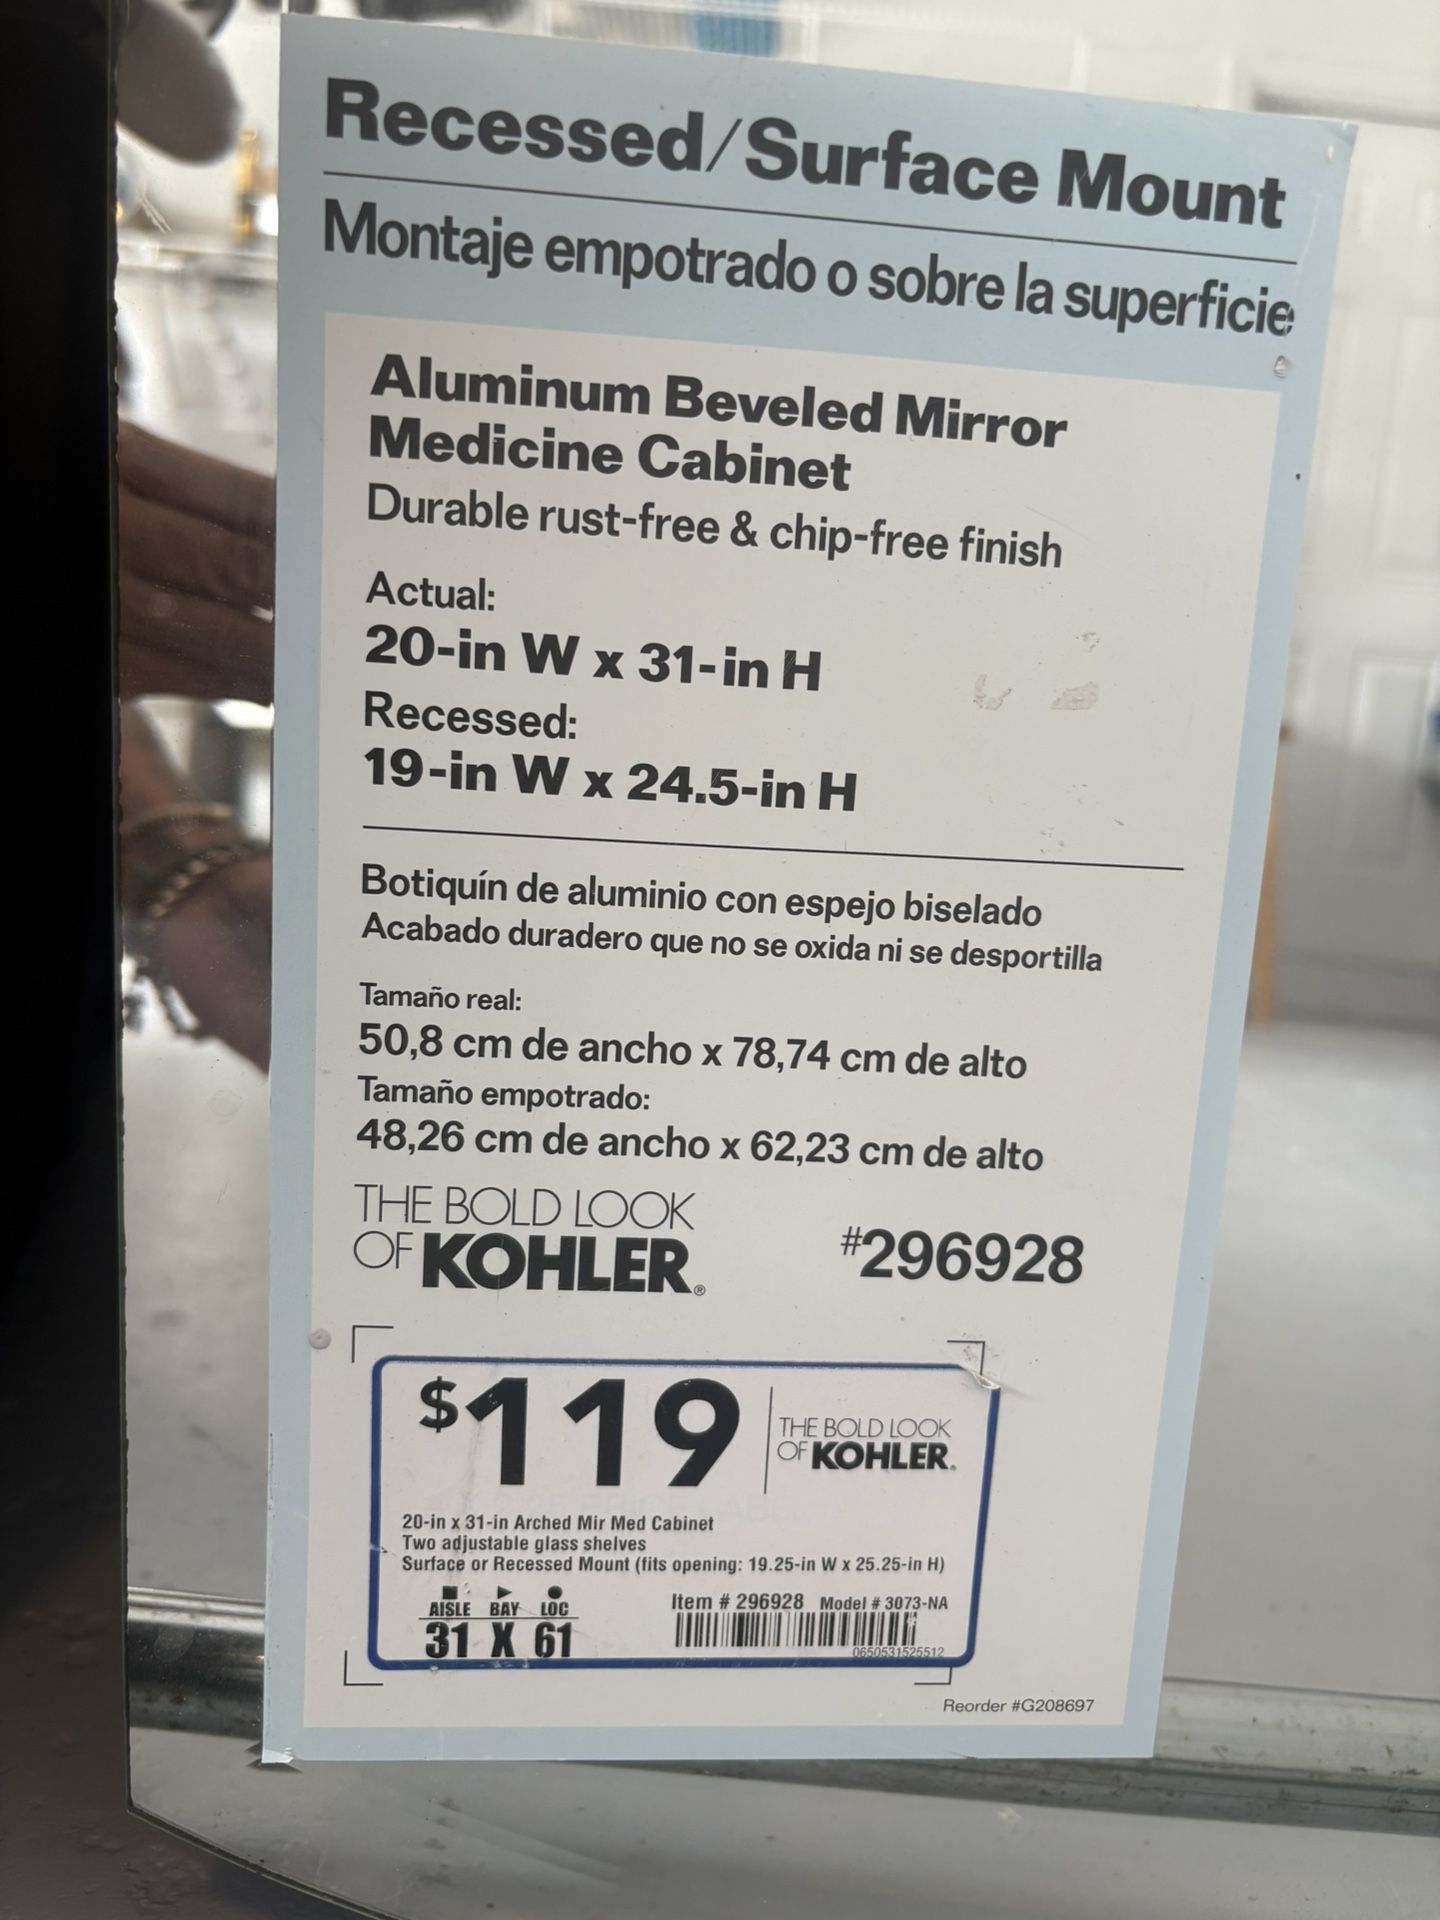 Recessed/Surface Mount
Montaje empotrado o sobre la superficie
Aluminum Beveled Mirror
Medicine Cabinet
Durable rust-free & chip-free finish
Actual:
20-in W x 31-in H
Recessed:
19-in W x 24.5-in H
Botiquín de aluminio con espejo biselado
Acabado duradero que no se oxida ni se desportilla
Tamaño real:
50,8 cm de ancho x 78,74 cm de alto
Tamaño empotrado:
48,26 cm de ancho x 62,23 cm de alto
THE BOLD LOOK
OF KOHLER®
#296928
$119
THE BOLD LOOK
OF KOHLER®
20-in x 31-in Arched Mir Med Cabinet
Two adjustable glass shelves
Surface or Recessed Mount (fits opening: 19.25-in W x 25.25-in H)
AISLE BAY LOC
31 X 61
Item # 296928 Model # 3073-NA
0650531525512
Reorder #G208697